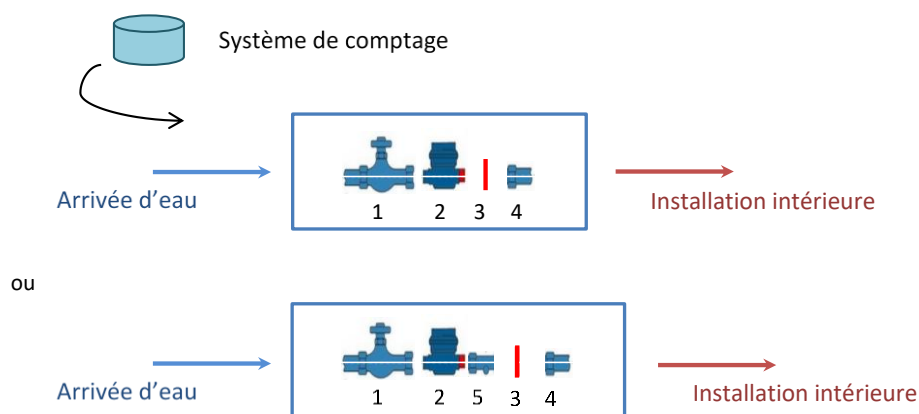 Système de comptage
Arrivée d'eau
1 2 3 4
Installation intérieure
ou
Arrivée d'eau
1 2 5 3 4
Installation intérieure